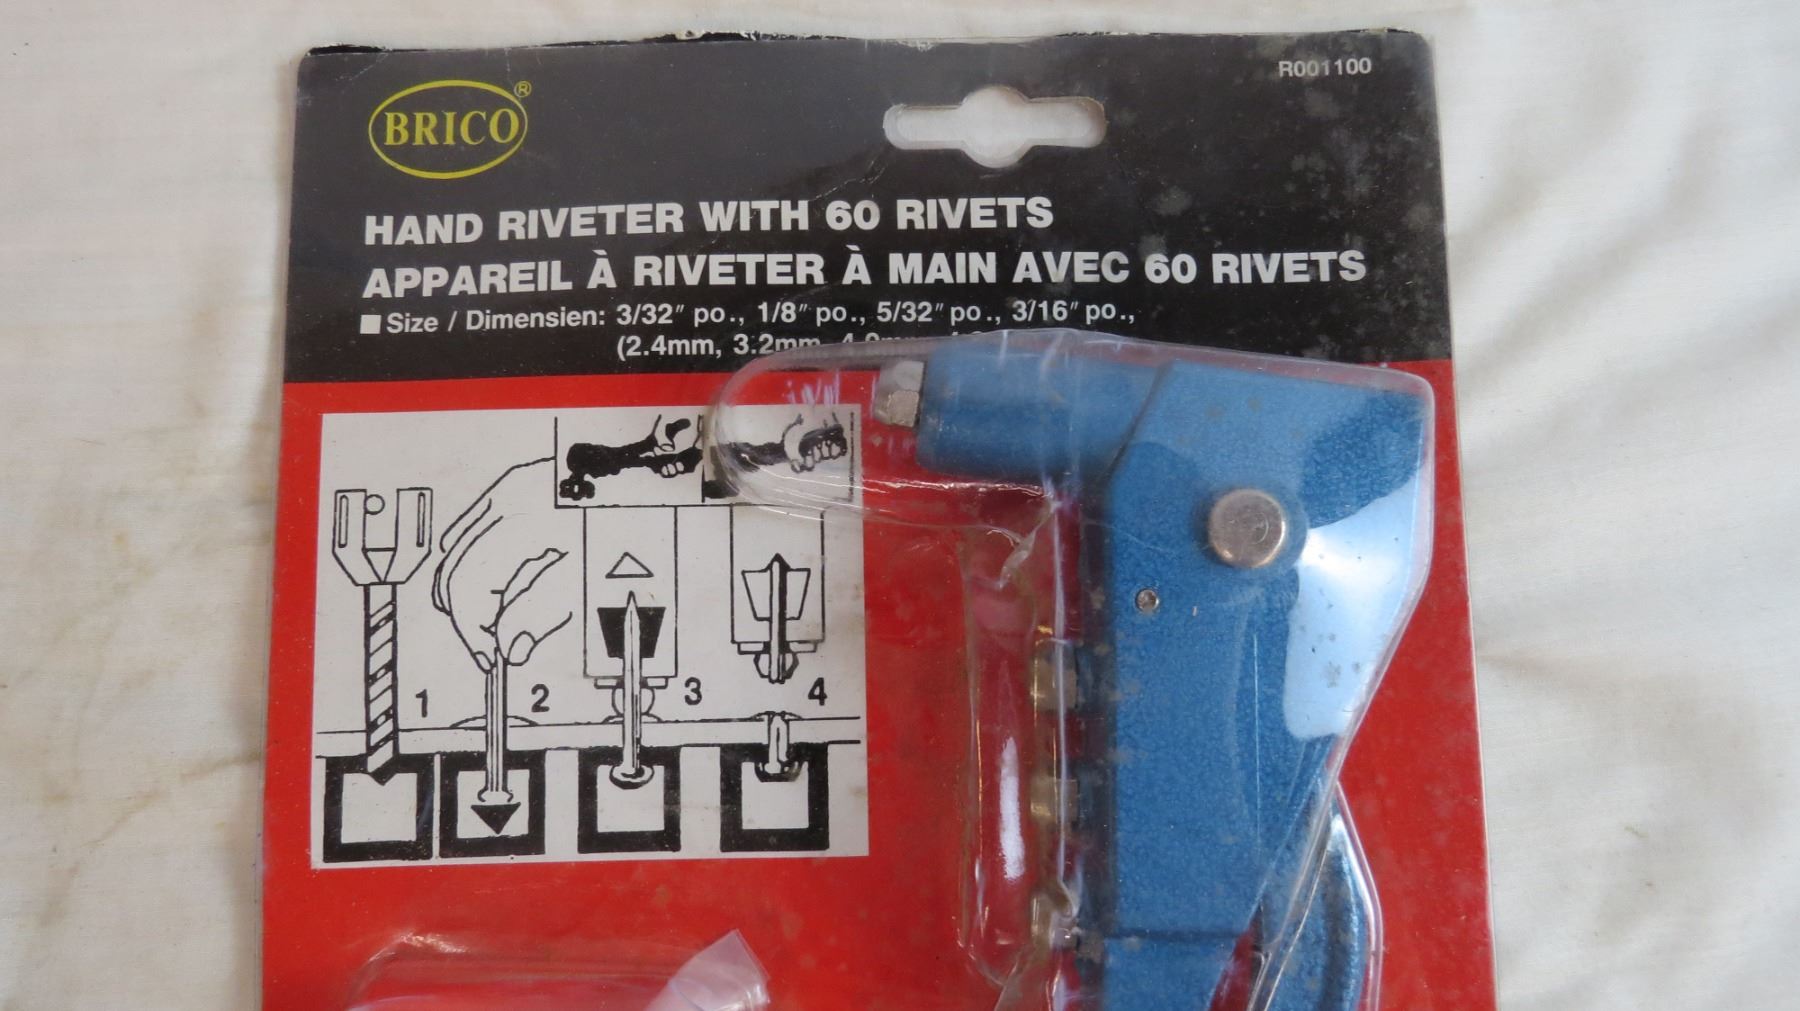 R001100
BRICO®
HAND RIVETER WITH 60 RIVETS
APPAREIL À RIVETER À MAIN AVEC 60 RIVETS
■ Size / Dimensien: 3/32" po., 1/8" po., 5/32" po., 3/16" po.,
(2.4mm, 3.2mm,
1 2 3 4